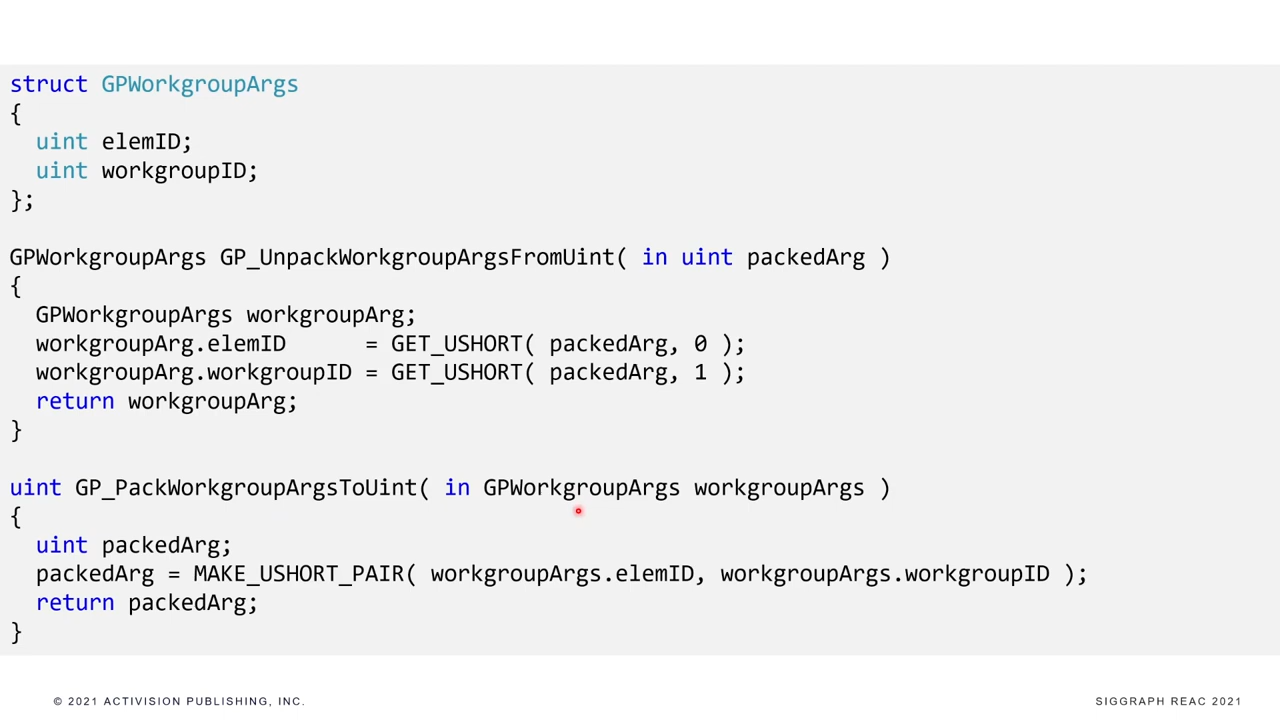 struct GPWorkgroupArgs
{
  uint elemID;
  uint workgroupID;
};

GPWorkgroupArgs GP_UnpackWorkgroupArgsFromUint( in uint packedArg )
{
  GPWorkgroupArgs workgroupArg;
  workgroupArg.elemID      = GET_USHORT( packedArg, 0 );
  workgroupArg.workgroupID = GET_USHORT( packedArg, 1 );
  return workgroupArg;
}

uint GP_PackWorkgroupArgsToUint( in GPWorkgroupArgs workgroupArgs )
{
  uint packedArg;
  packedArg = MAKE_USHORT_PAIR( workgroupArgs.elemID, workgroupArgs.workgroupID );
  return packedArg;
}
© 2021 ACTIVISION PUBLISHING, INC.
SIGGRAPH REAC 2021